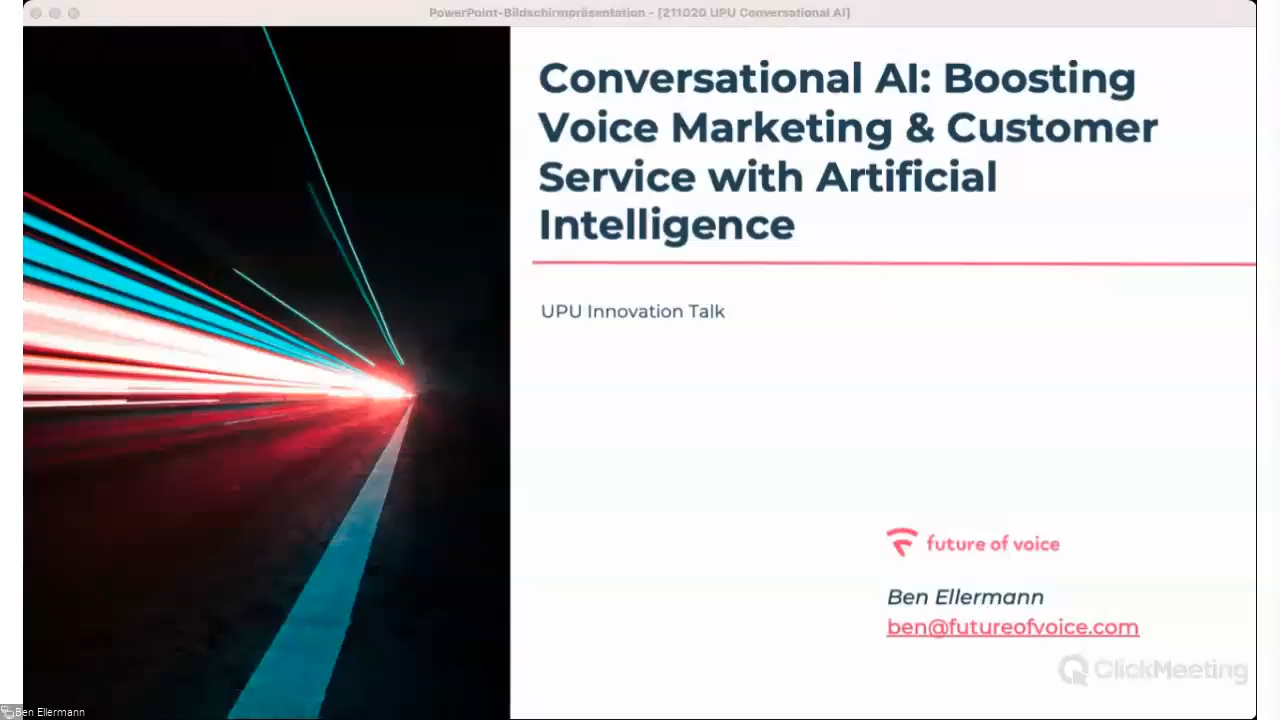 PowerPoint-Bildschirmpräsentation - [211020 UPU Conversational AI]
Conversational AI: Boosting
Voice Marketing & Customer
Service with Artificial
Intelligence
UPU Innovation Talk
future of voice
Ben Ellermann
ben@futureofvoice.com
ClickMeeting
Ben Ellermann